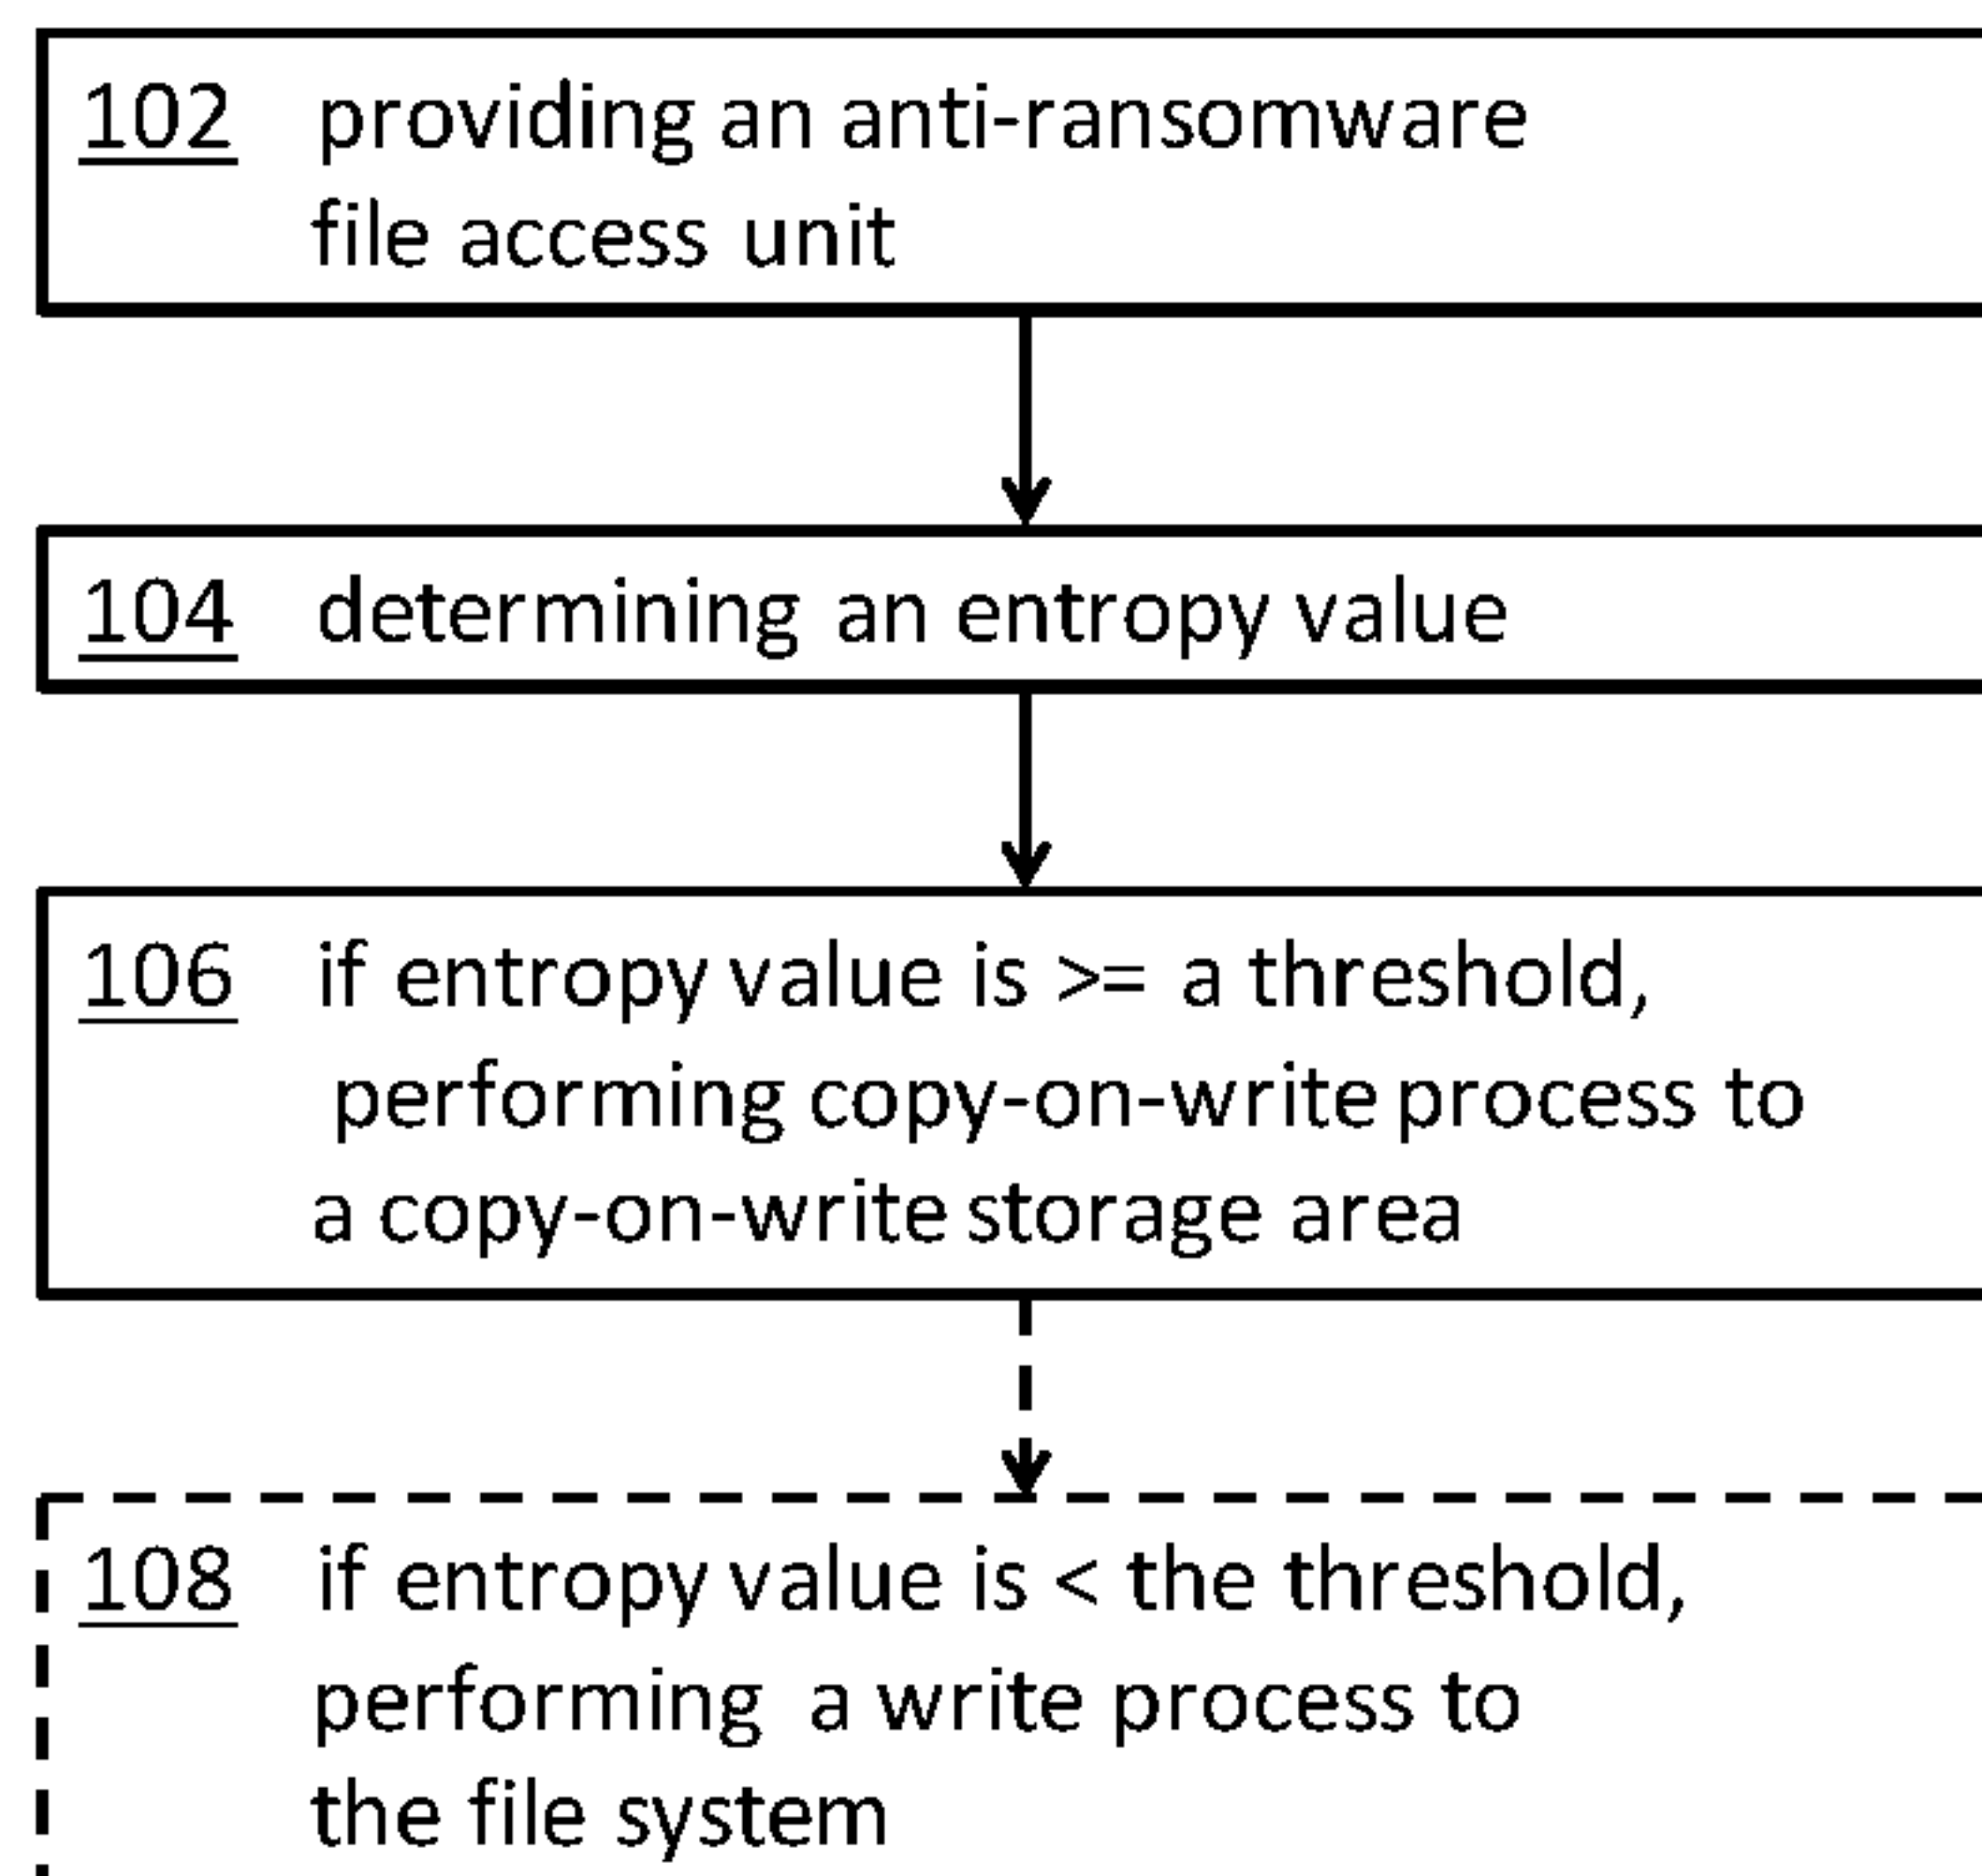 102 providing an anti-ransomware
file access unit
104 determining an entropy value
106 if entropy value is >= a threshold,
performing copy-on-write process to
a copy-on-write storage area
108 if entropy value is < the threshold,
performing a write process to
the file system